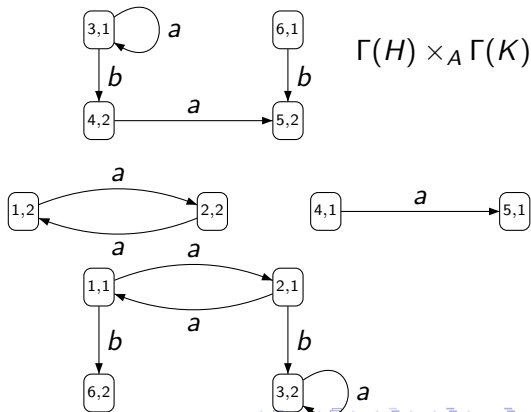 3,1 a 6,1
Γ(H) ×_A Γ(K)
b b
4,2 a 5,2
a
1,2 2,2 4,1 a 5,1
a
a
1,1 2,1
a
b b
6,2 3,2 a